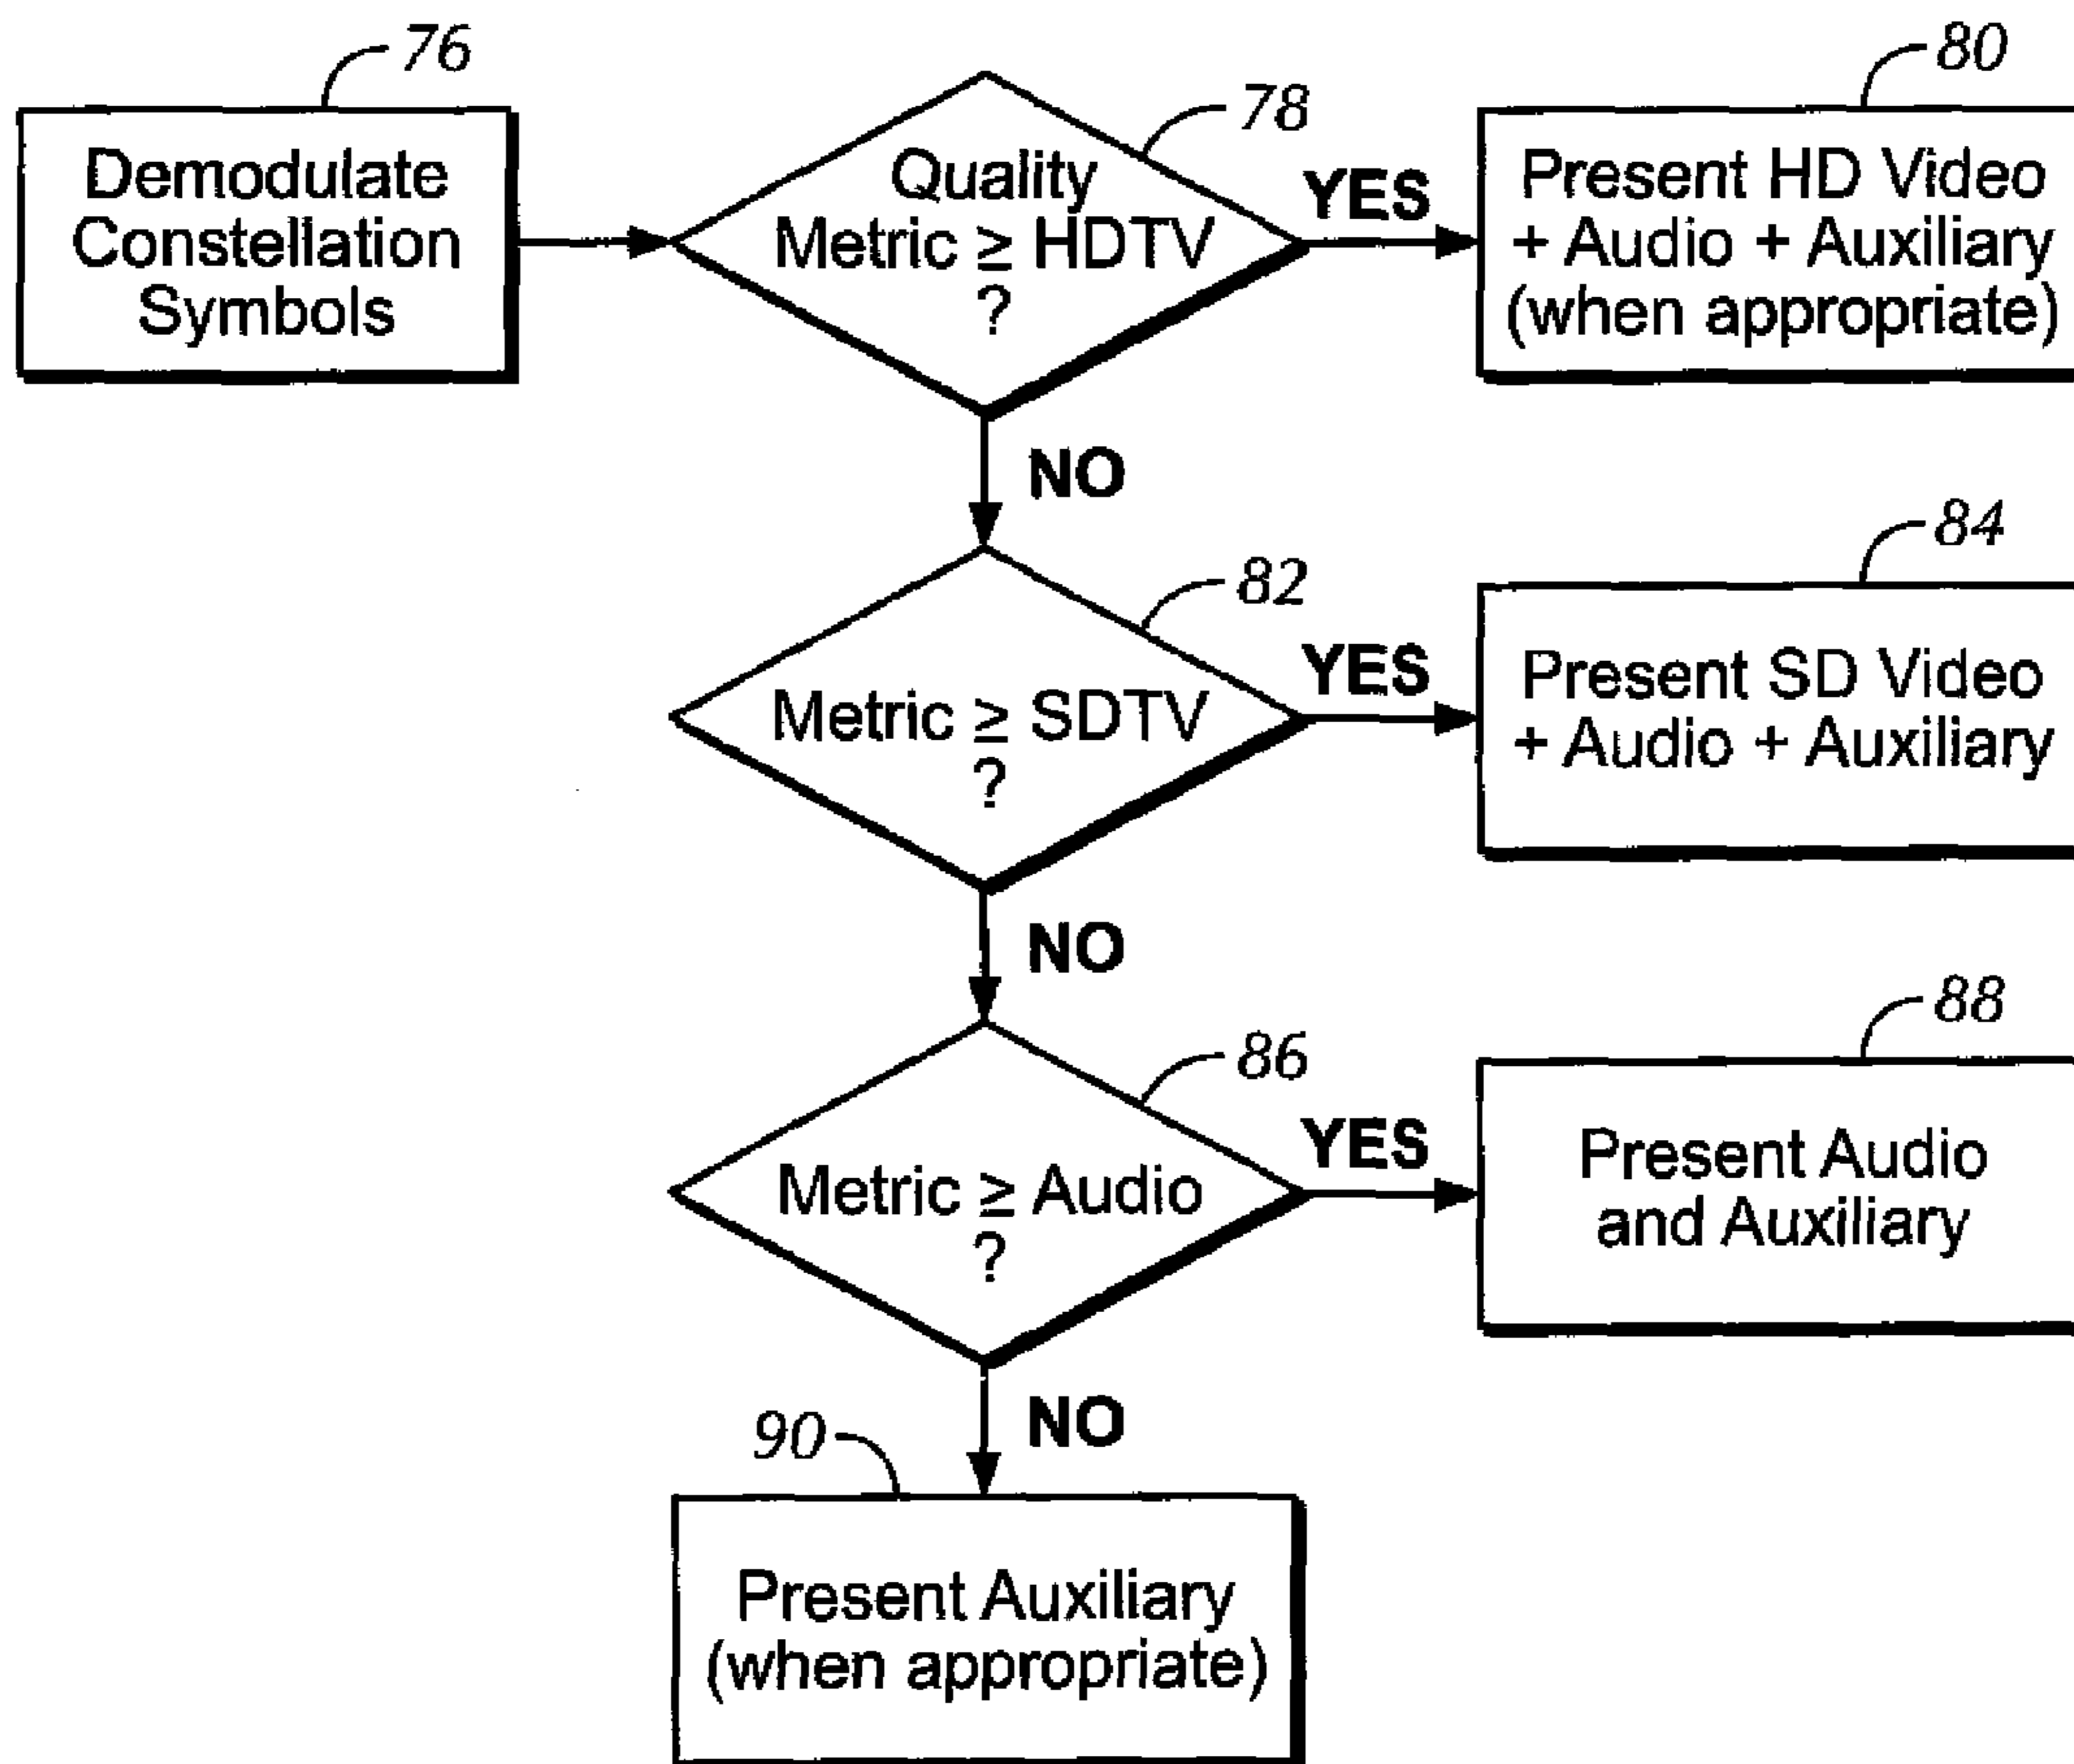 76
Demodulate
Constellation
Symbols
78
Quality
Metric ≥ HDTV
?
YES
80
Present HD Video
+ Audio + Auxiliary
(when appropriate)
NO
82
Metric ≥ SDTV
?
YES
84
Present SD Video
+ Audio + Auxiliary
NO
86
Metric ≥ Audio
?
YES
88
Present Audio
and Auxiliary
NO
90
Present Auxiliary
(when appropriate)